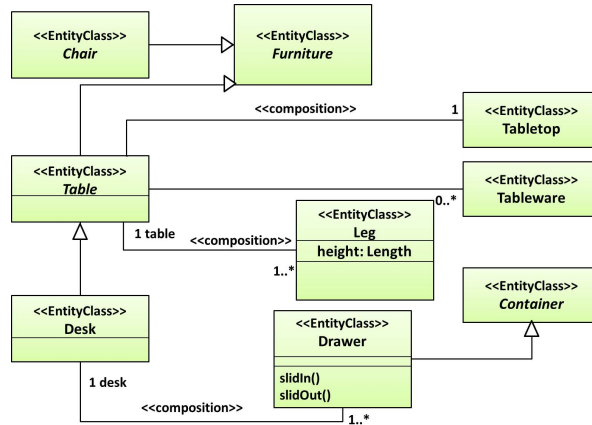 <<EntityClass>>
Chair
<<EntityClass>>
Furniture
<<composition>>
1
<<EntityClass>>
Tabletop
<<EntityClass>>
Table
<<EntityClass>>
Tableware
0..*
<<EntityClass>>
Leg
height: Length
1 table
<<composition>>
1..*
<<EntityClass>>
Container
<<EntityClass>>
Desk
<<EntityClass>>
Drawer
slidIn()
slidOut()
1 desk
<<composition>>
1..*